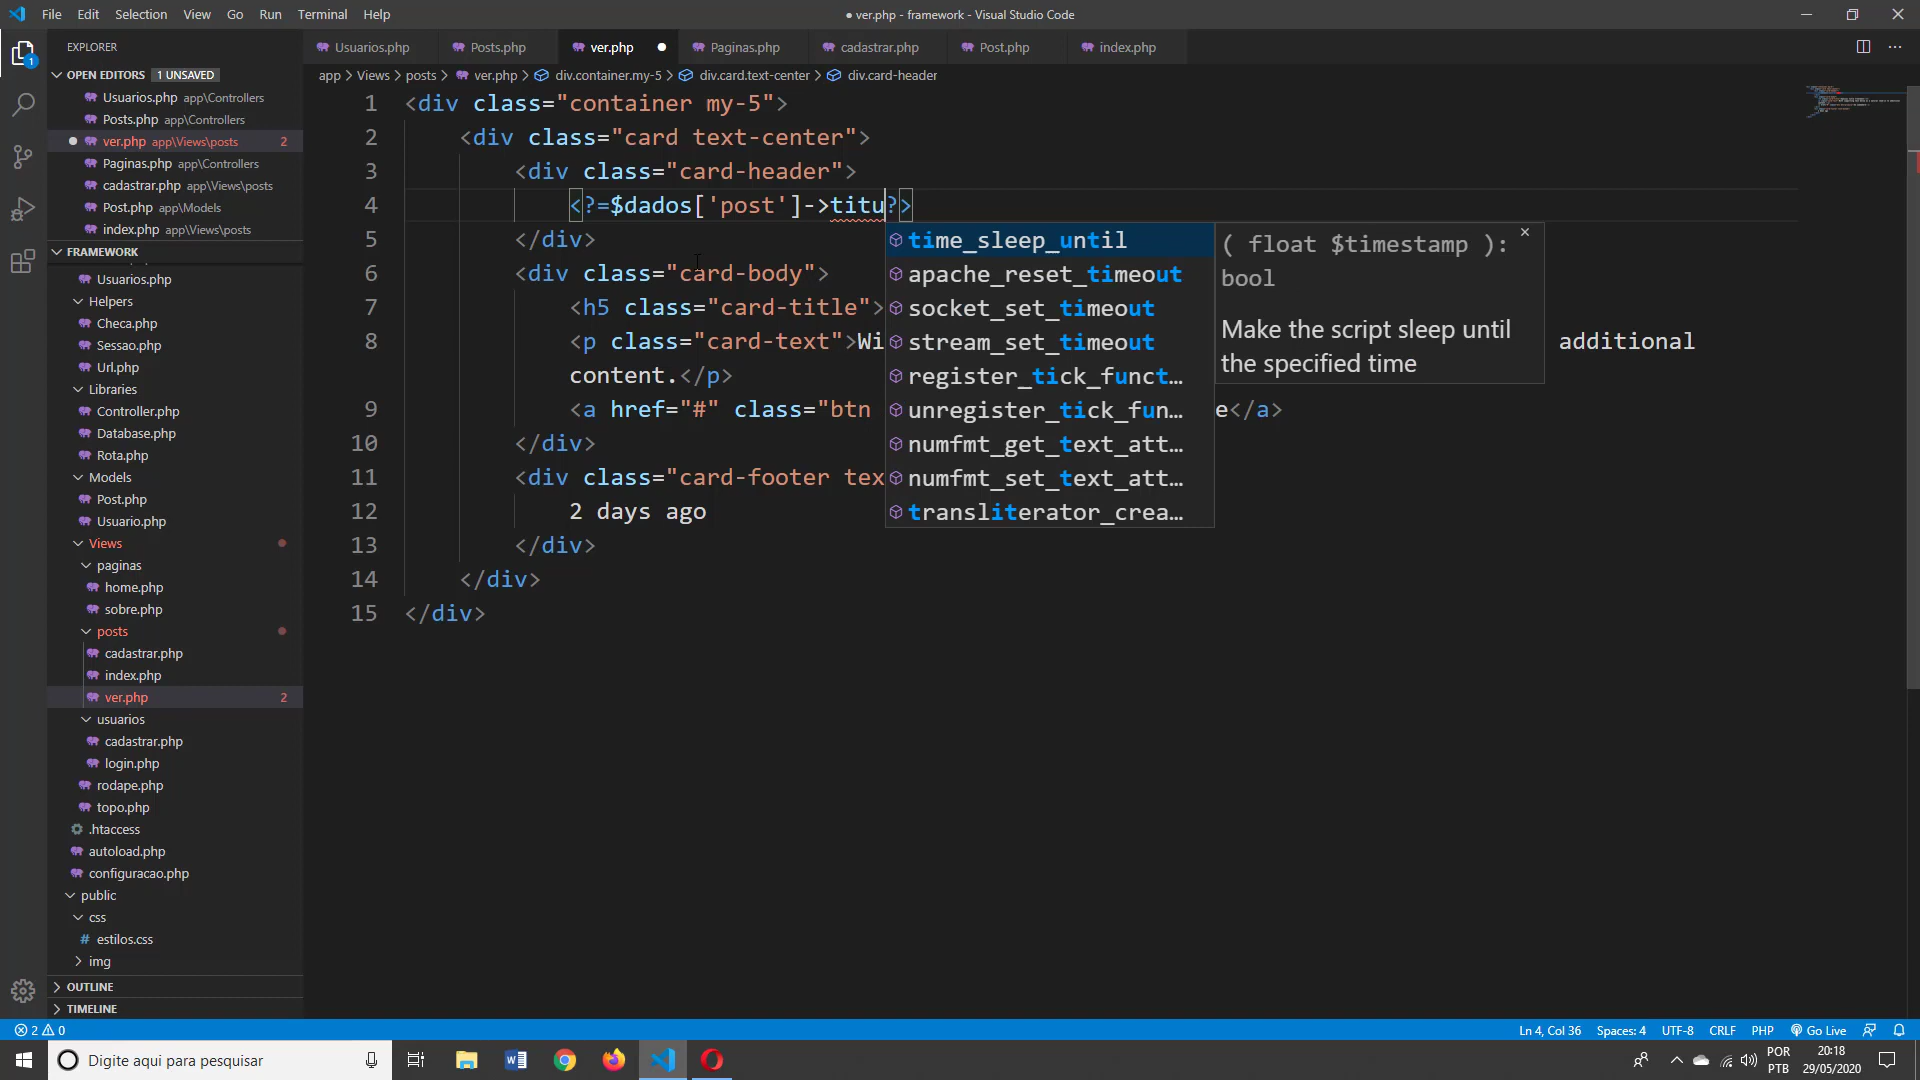 File Edit Selection View Go Run Terminal Help
● ver.php - framework - Visual Studio Code
EXPLORER
OPEN EDITORS 1 UNSAVED
Usuarios.php app\Controllers
Posts.php app\Controllers
ver.php app\Views\posts 2
Paginas.php app\Controllers
cadastrar.php app\Views\posts
Post.php app\Models
index.php app\Views\posts
FRAMEWORK
Usuarios.php
Helpers
Checa.php
Sessao.php
Url.php
Libraries
Controller.php
Database.php
Rota.php
Models
Post.php
Usuario.php
Views
paginas
home.php
sobre.php
posts
cadastrar.php
index.php
ver.php 2
usuarios
cadastrar.php
login.php
rodape.php
topo.php
.htaccess
autoload.php
configuracao.php
public
css
estilos.css
img
OUTLINE
TIMELINE
Usuarios.php Posts.php ver.php Paginas.php cadastrar.php Post.php index.php
app > Views > posts > ver.php > div.container.my-5 > div.card.text-center > div.card-header
1 <div class="container my-5">
2 <div class="card text-center">
3 <div class="card-header">
4 <?=$dados['post']->titu?>
5 </div>
6 <div class="card-body">
7 <h5 class="card-title">
8 <p class="card-text">Wi additional
content.</p>
9 <a href="#" class="btn e</a>
10 </div>
11 <div class="card-footer tex
12 2 days ago
13 </div>
14 </div>
15 </div>
time_sleep_until
apache_reset_timeout
socket_set_timeout
stream_set_timeout
register_tick_funct…
unregister_tick_fun…
numfmt_get_text_att…
numfmt_set_text_att…
transliterator_crea…
( float $timestamp ):
bool
Make the script sleep until
the specified time
2 0
Ln 4, Col 36 Spaces: 4 UTF-8 CRLF PHP Go Live
Digite aqui para pesquisar
POR
PTB
20:18
29/05/2020